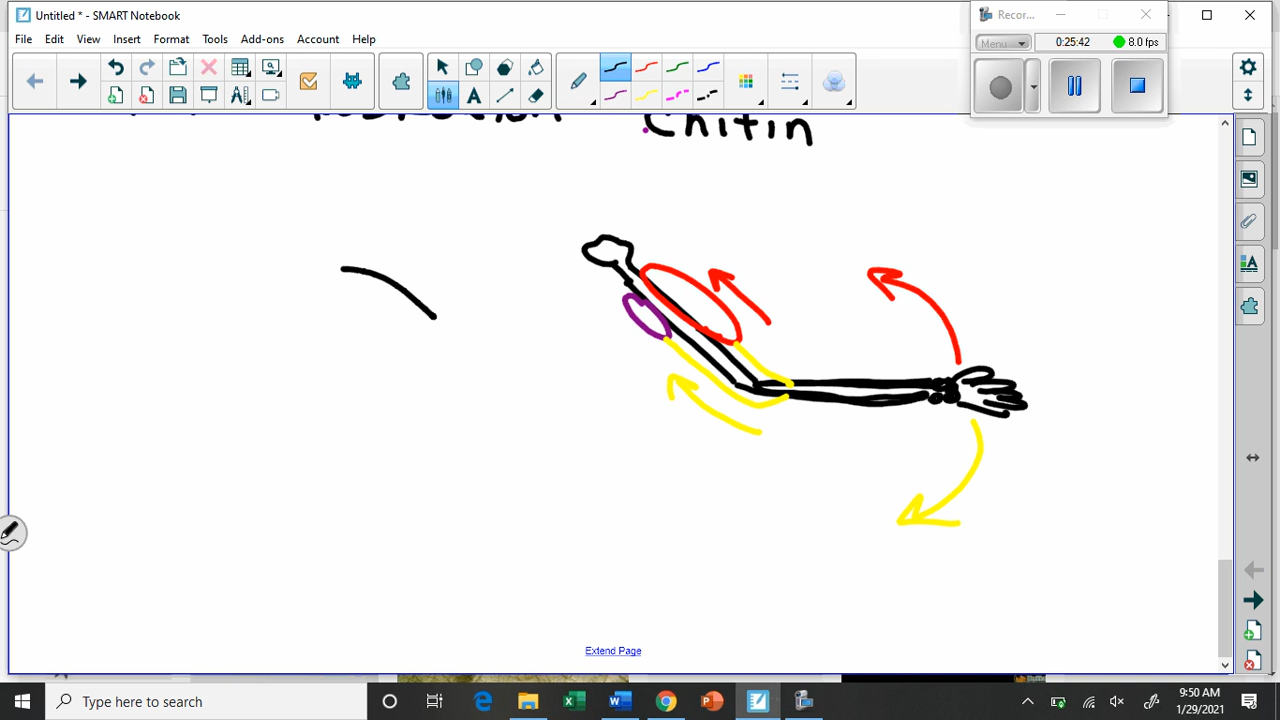 Untitled * - SMART Notebook
Recor...
File Edit View Insert Format Tools Add-ons Account Help
Menu
0:25:42
8.0 fps
Chitin
Extend Page
Type here to search
9:50 AM
1/29/2021